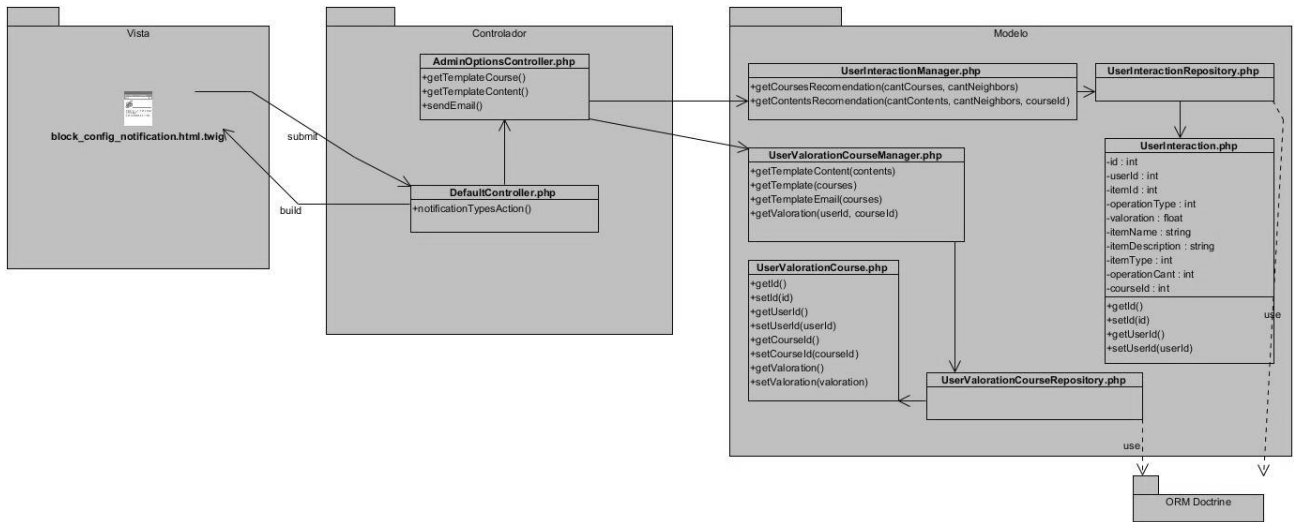 Vista
block_config_notification.html.twig
submit
build
Controlador
AdminOptionsController.php
+getTemplateCourse()
+getTemplateContent()
+sendEmail()
DefaultController.php
+notificationTypesAction()
Modelo
UserInteractionManager.php
+getCoursesRecomendation(cantCourses, cantNeighbors)
+getContentsRecomendation(cantContents, cantNeighbors, courseId)
UserInteractionRepository.php
UserValorationCourseManager.php
+getTemplateContent(contents)
+getTemplate(courses)
+getTemplateEmail(courses)
+getValoration(userId, courseId)
UserInteraction.php
-id : int
-userId : int
-itemId : int
-operationType : int
-valoration : float
-itemName : string
-itemDescription : string
-itemType : int
-operationCant : int
-courseId : int
+getId()
+setId(id)
+getUserId()
+setUserId(userId)
use
UserValorationCourse.php
+getId()
+setId(id)
+getUserId()
+setUserId(userId)
+getCourseId()
+setCourseId(courseId)
+getValoration()
+setValoration(valoration)
UserValorationCourseRepository.php
use
ORM Doctrine